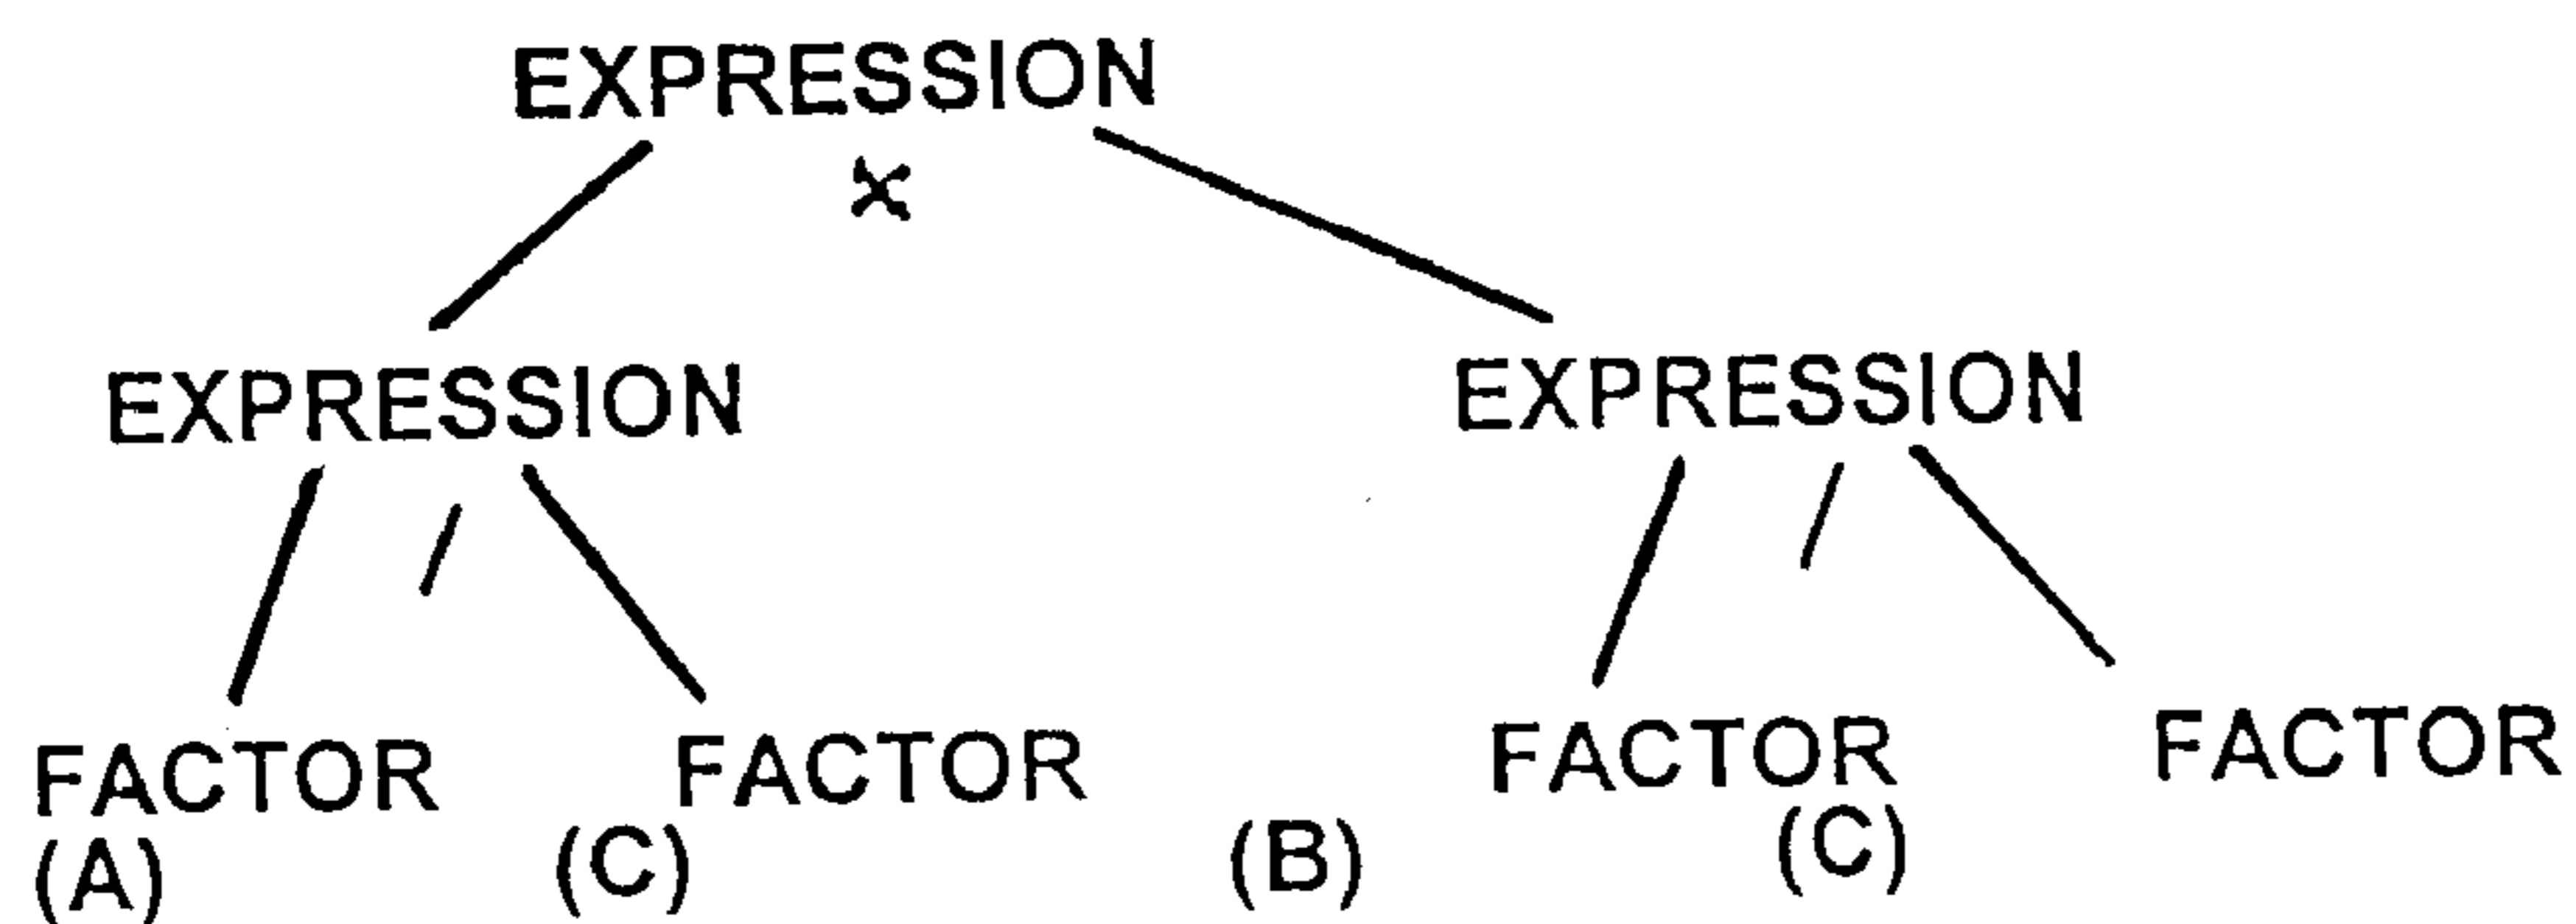 EXPRESSION
×
EXPRESSION EXPRESSION
/ /
FACTOR FACTOR FACTOR FACTOR
(A) (C) (B) (C)